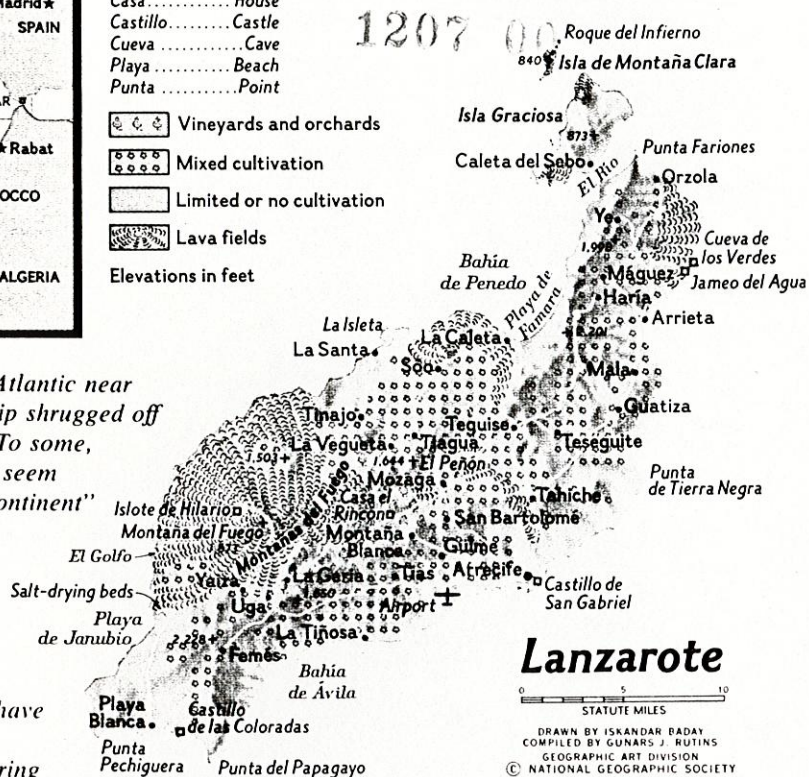 Madrid
SPAIN
Rabat
OCCO
ALGERIA
Casa............House
Castillo..........Castle
Cueva ............Cave
Playa ..........Beach
Punta ...........Point
Vineyards and orchards
Mixed cultivation
Limited or no cultivation
Lava fields
Elevations in feet
1207
Atlantic near
ip shrugged off
To some,
seem
ontinent"
have
ring
Roque del Infierno
840
Isla de Montaña Clara
Isla Graciosa
873+
Caleta del Sebo
El Río
Punta Fariones
Orzola
Ye
Cueva de
los Verdes
Jameo del Agua
Máguez
Haría
Arrieta
Bahía
de Penedo
Playa de
Famara
La Isleta
La Santa
La Caleta
Soo
Mala
Guatiza
Tinajo
Teguise
La Vegueta
Tiagua
Teseguite
1,503+
1,644+
El Peñón
Mozaga
Punta
de Tierra Negra
Casa el
Rincón
Tahiche
Islote de Hilario
San Bartolomé
Montaña del Fuego
Montañas del Fuego
Montaña
Blanca
Güime
El Golfo
Yaiza
La Geria
Tías
Arrecife
Salt-drying beds
Castillo de
San Gabriel
Uga
Airport
Playa
de Janubio
2,228+
La Tiñosa
Femés
Bahía
de Ávila
Playa
Blanca
Castillo
de las Coloradas
Punta
Pechiguera
Punta del Papagayo
Lanzarote
0 5 10
STATUTE MILES
DRAWN BY ISKANDAR BADAY
COMPILED BY GUNARS J. RUTINS
GEOGRAPHIC ART DIVISION
© NATIONAL GEOGRAPHIC SOCIETY